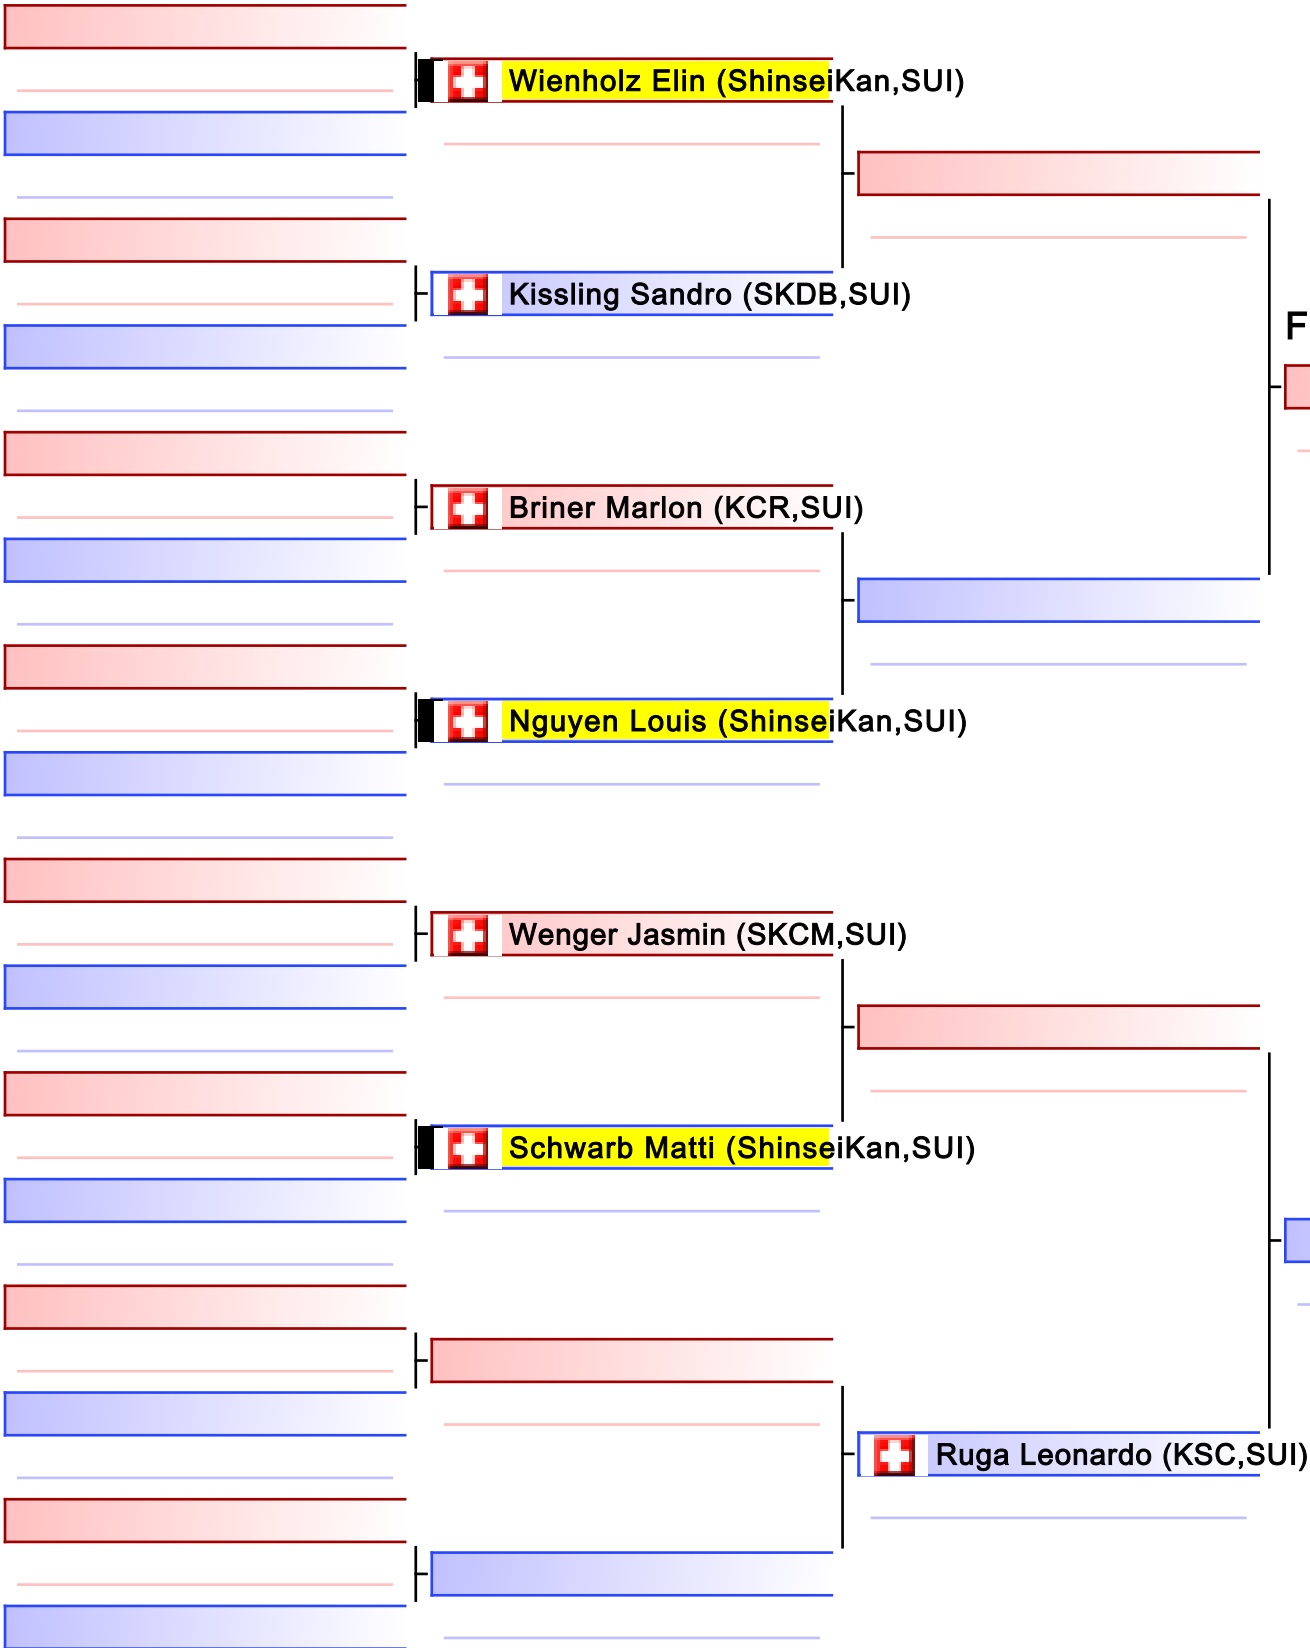 Wienholz Elin (ShinseiKan,SUI)
Kissling Sandro (SKDB,SUI)
F
Briner Marlon (KCR,SUI)
Nguyen Louis (ShinseiKan,SUI)
Wenger Jasmin (SKCM,SUI)
Schwarb Matti (ShinseiKan,SUI)
Ruga Leonardo (KSC,SUI)